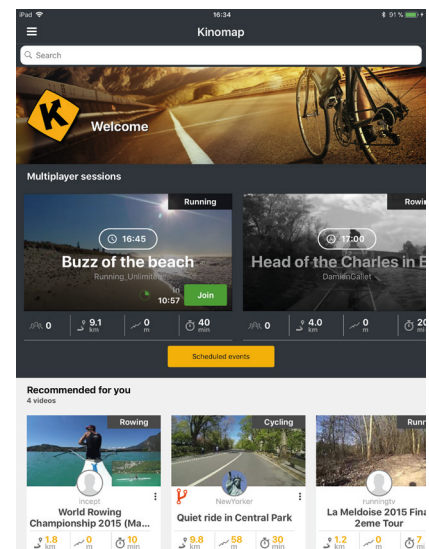 iPad 16:34 91 %
Kinomap
Search
Welcome
Multiplayer sessions
Running
16:45
Buzz of the beach
Running_Unlimited
in
10:57
Join
0 9.1 km 0 m 40 min
17:00
Head of the Charles in
DamienGallet
0 4.0 km 0 m
Scheduled events
Recommended for you
4 videos
Rowing
incept
World Rowing
Championship 2015 (Ma...
1.8 km 0 m 10 min
Cycling
NewYorker
Quiet ride in Central Park
9.8 km 58 m 30 min
runningtv
La Meldoise 2015
2eme Tour
1.2 km 0 m 7